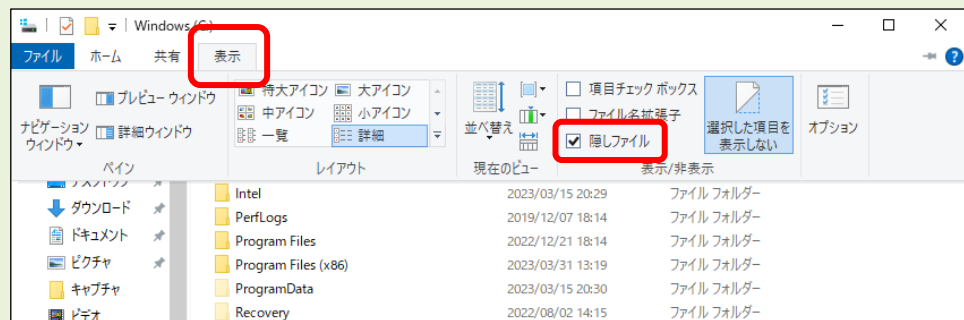 Windows (C:)
ファイル ホーム 共有 表示
ナビゲーション
ウィンドウ
プレビュー ウィンドウ
詳細ウィンドウ
ペイン
特大アイコン 大アイコン
中アイコン 小アイコン
一覧 詳細
レイアウト
並べ替え
現在のビュー
項目チェック ボックス
ファイル名拡張子
隠しファイル
選択した項目を
表示しない
表示/非表示
オプション
デスクトップ
ダウンロード
ドキュメント
ピクチャ
キャプチャ
ビデオ
Intel 2023/03/15 20:29 ファイル フォルダー
PerfLogs 2019/12/07 18:14 ファイル フォルダー
Program Files 2022/12/21 18:14 ファイル フォルダー
Program Files (x86) 2023/03/31 13:19 ファイル フォルダー
ProgramData 2023/03/15 20:30 ファイル フォルダー
Recovery 2022/08/02 14:15 ファイル フォルダー